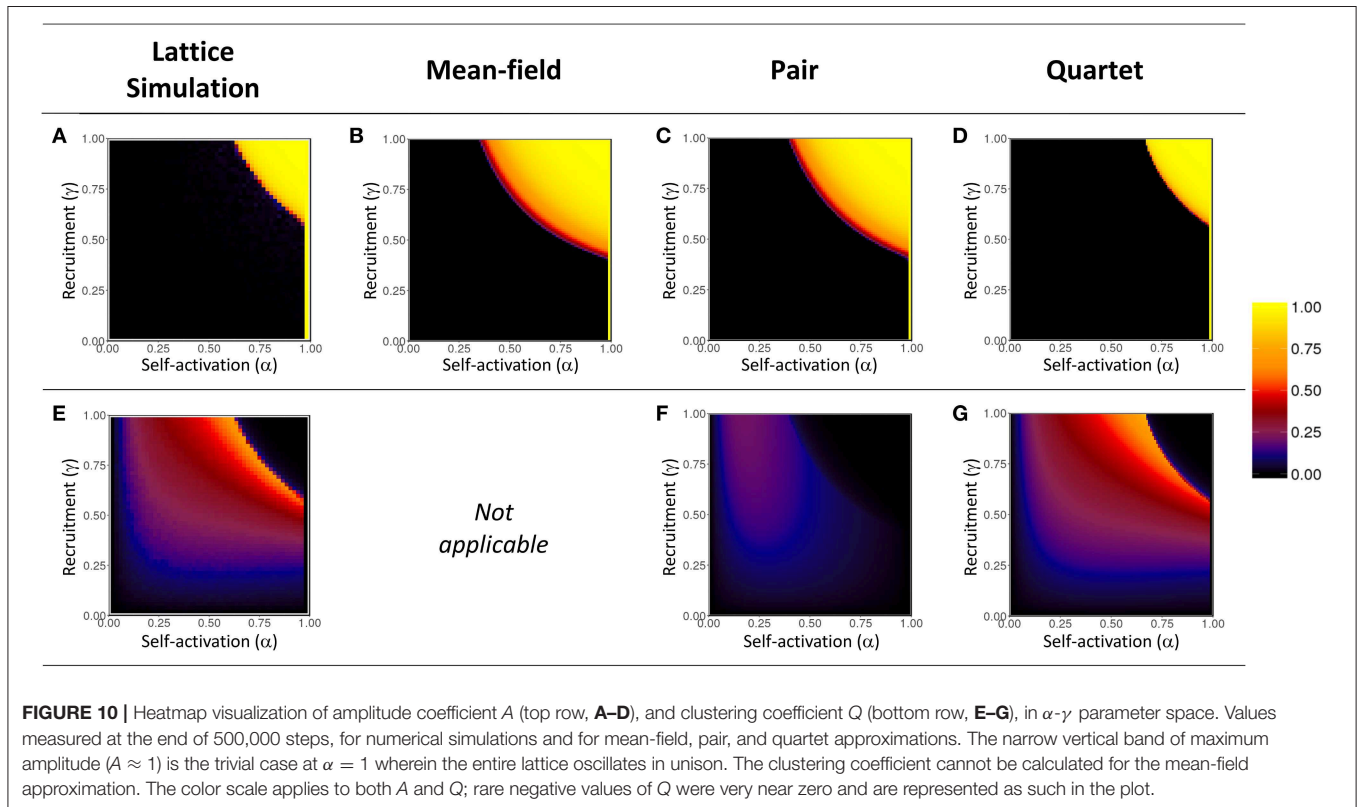 Lattice
Simulation
Mean-field
Pair
Quartet
A
1.00
0.75
0.50
0.25
0.00
Recruitment (γ)
0.00 0.25 0.50 0.75 1.00
Self-activation (α)
B
1.00
0.75
0.50
0.25
0.00
Recruitment (γ)
0.00 0.25 0.50 0.75 1.00
Self-activation (α)
C
1.00
0.75
0.50
0.25
0.00
Recruitment (γ)
0.00 0.25 0.50 0.75 1.00
Self-activation (α)
D
1.00
0.75
0.50
0.25
0.00
Recruitment (γ)
0.00 0.25 0.50 0.75 1.00
Self-activation (α)
1.00
0.75
0.50
0.25
0.00
E
1.00
0.75
0.50
0.25
0.00
Recruitment (γ)
0.00 0.25 0.50 0.75 1.00
Self-activation (α)
Not
applicable
F
1.00
0.75
0.50
0.25
0.00
Recruitment (γ)
0.00 0.25 0.50 0.75 1.00
Self-activation (α)
G
1.00
0.75
0.50
0.25
0.00
Recruitment (γ)
0.00 0.25 0.50 0.75 1.00
Self-activation (α)
FIGURE 10 | Heatmap visualization of amplitude coefficient A (top row, A–D), and clustering coefficient Q (bottom row, E–G), in α-γ parameter space. Values
measured at the end of 500,000 steps, for numerical simulations and for mean-field, pair, and quartet approximations. The narrow vertical band of maximum
amplitude (A ≈ 1) is the trivial case at α = 1 wherein the entire lattice oscillates in unison. The clustering coefficient cannot be calculated for the mean-field
approximation. The color scale applies to both A and Q; rare negative values of Q were very near zero and are represented as such in the plot.